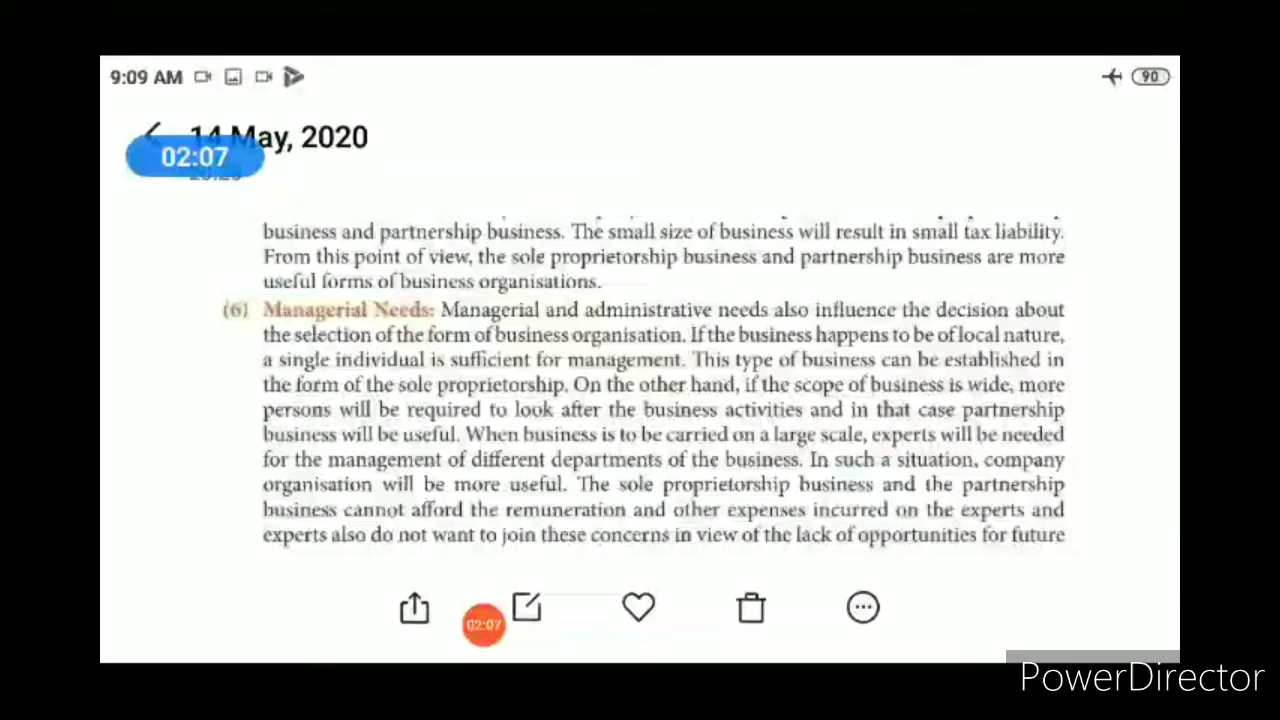 9:09 AM
90
14 May, 2020
02:07
business and partnership business. The small size of business will result in small tax liability.
From this point of view, the sole proprietorship business and partnership business are more
useful forms of business organisations.
(6) Managerial Needs: Managerial and administrative needs also influence the decision about
the selection of the form of business organisation. If the business happens to be of local nature,
a single individual is sufficient for management. This type of business can be established in
the form of the sole proprietorship. On the other hand, if the scope of business is wide, more
persons will be required to look after the business activities and in that case partnership
business will be useful. When business is to be carried on a large scale, experts will be needed
for the management of different departments of the business. In such a situation, company
organisation will be more useful. The sole proprietorship business and the partnership
business cannot afford the remuneration and other expenses incurred on the experts and
experts also do not want to join these concerns in view of the lack of opportunities for future
02:07
PowerDirector